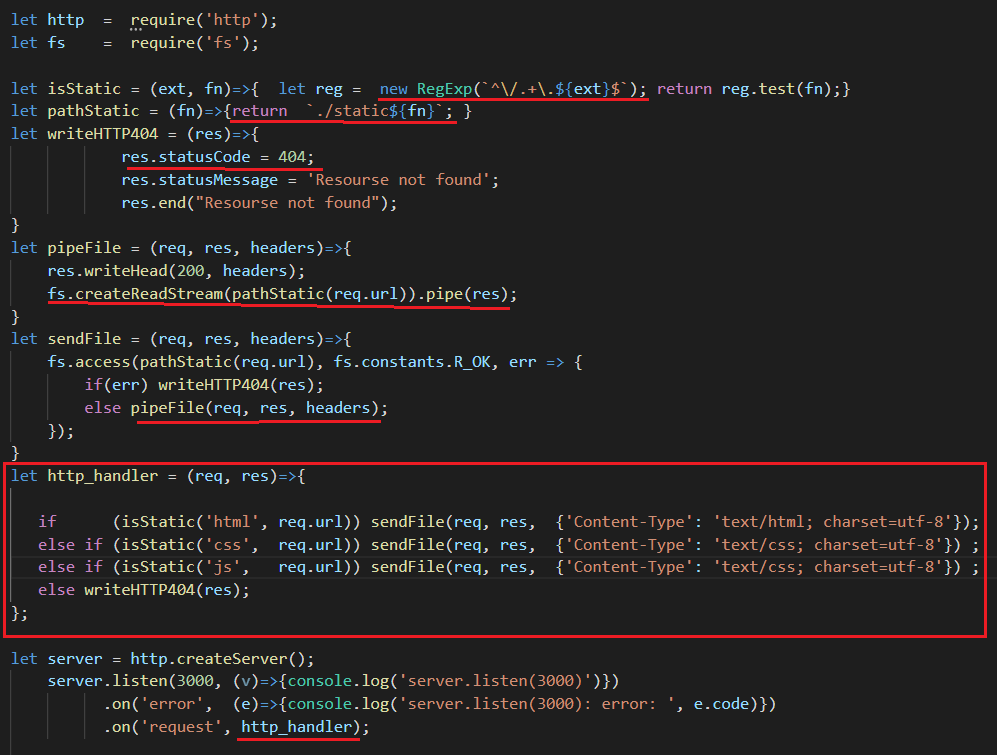 let http  =  require('http');
let fs    =  require('fs');
let isStatic = (ext, fn)=>{  let reg =  new RegExp(`^\/.+\.${ext}$`); return reg.test(fn);}
let pathStatic = (fn)=>{return  `./static${fn}`; }
let writeHTTP404 = (res)=>{
            res.statusCode = 404;
            res.statusMessage = 'Resourse not found';
            res.end("Resourse not found");
}
let pipeFile = (req, res, headers)=>{
    res.writeHead(200, headers);
    fs.createReadStream(pathStatic(req.url)).pipe(res);
}
let sendFile = (req, res, headers)=>{
    fs.access(pathStatic(req.url), fs.constants.R_OK, err => {
        if(err) writeHTTP404(res);
        else pipeFile(req, res, headers);
    });
}
let http_handler = (req, res)=>{
   if      (isStatic('html', req.url)) sendFile(req, res,  {'Content-Type': 'text/html; charset=utf-8'});
   else if (isStatic('css',  req.url)) sendFile(req, res,  {'Content-Type': 'text/css; charset=utf-8'}) ;
   else if (isStatic('js',   req.url)) sendFile(req, res,  {'Content-Type': 'text/css; charset=utf-8'}) ;
   else writeHTTP404(res);
};
let server = http.createServer();
    server.listen(3000, (v)=>{console.log('server.listen(3000)')})
          .on('error',  (e)=>{console.log('server.listen(3000): error: ', e.code)})
          .on('request', http_handler);